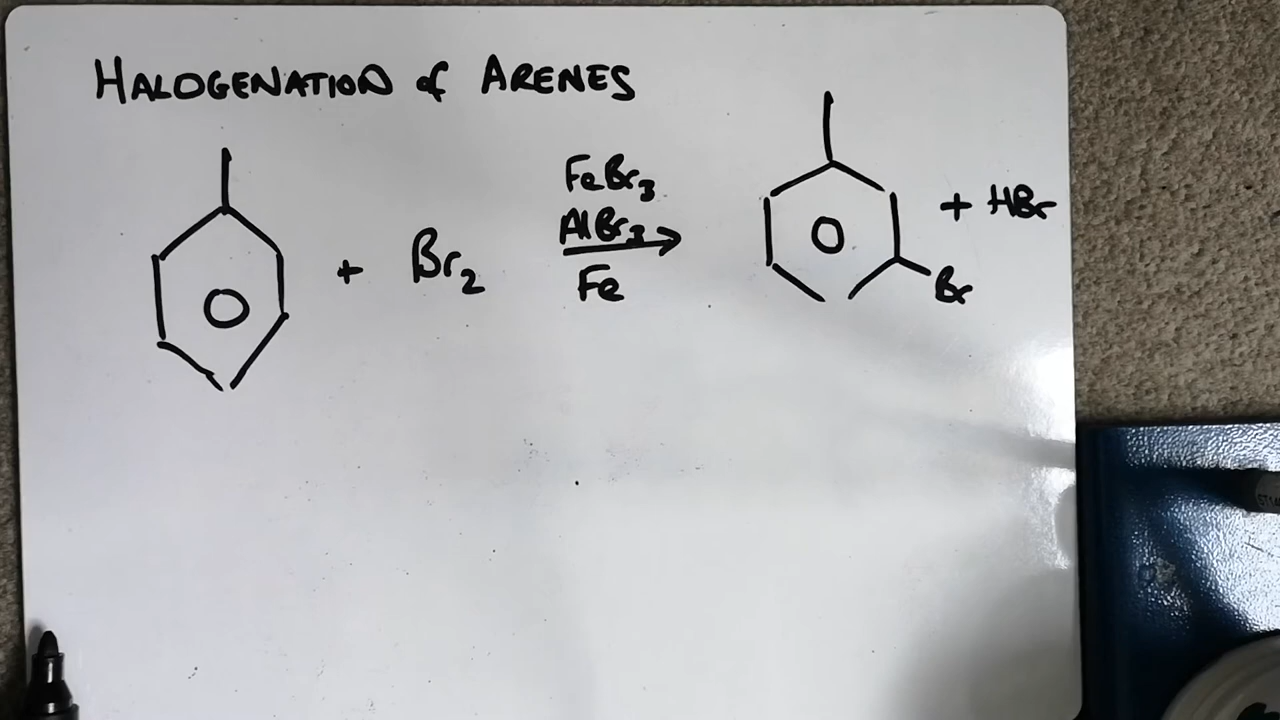 HALOGENATION of ARENES
+ Br2
FeBr3
AlBr3
Fe
Br
+ HBr